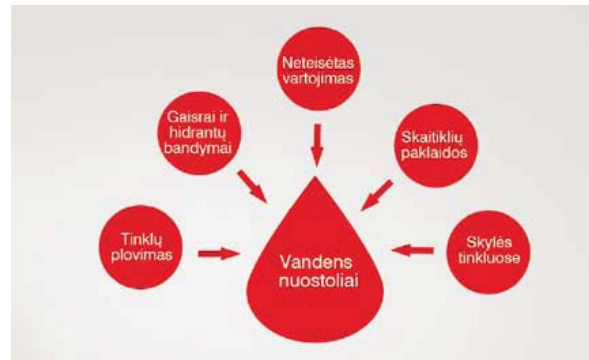 Neteisėtas
vartojimas
Gaisrai ir
hidrantų
bandymai
Skaitiklių
paklaidos
Tinklų
plovimas
Skylės
tinkluose
Vandens
nuostoliai